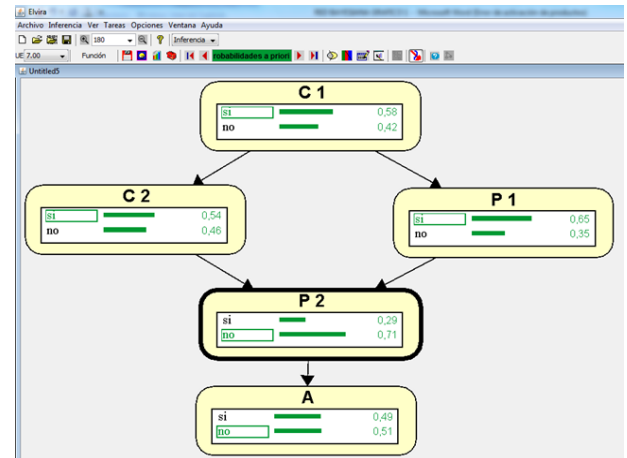 Elvira
Archivo Inferencia Ver Tareas Opciones Ventana Ayuda
180 Inferencia
UE 7.00 Función robabilidades a priori
Untitled5
C 1
si 0,58
no 0,42
C 2
si 0,54
no 0,46
P 1
si 0,65
no 0,35
P 2
si 0,29
no 0,71
A
si 0,49
no 0,51